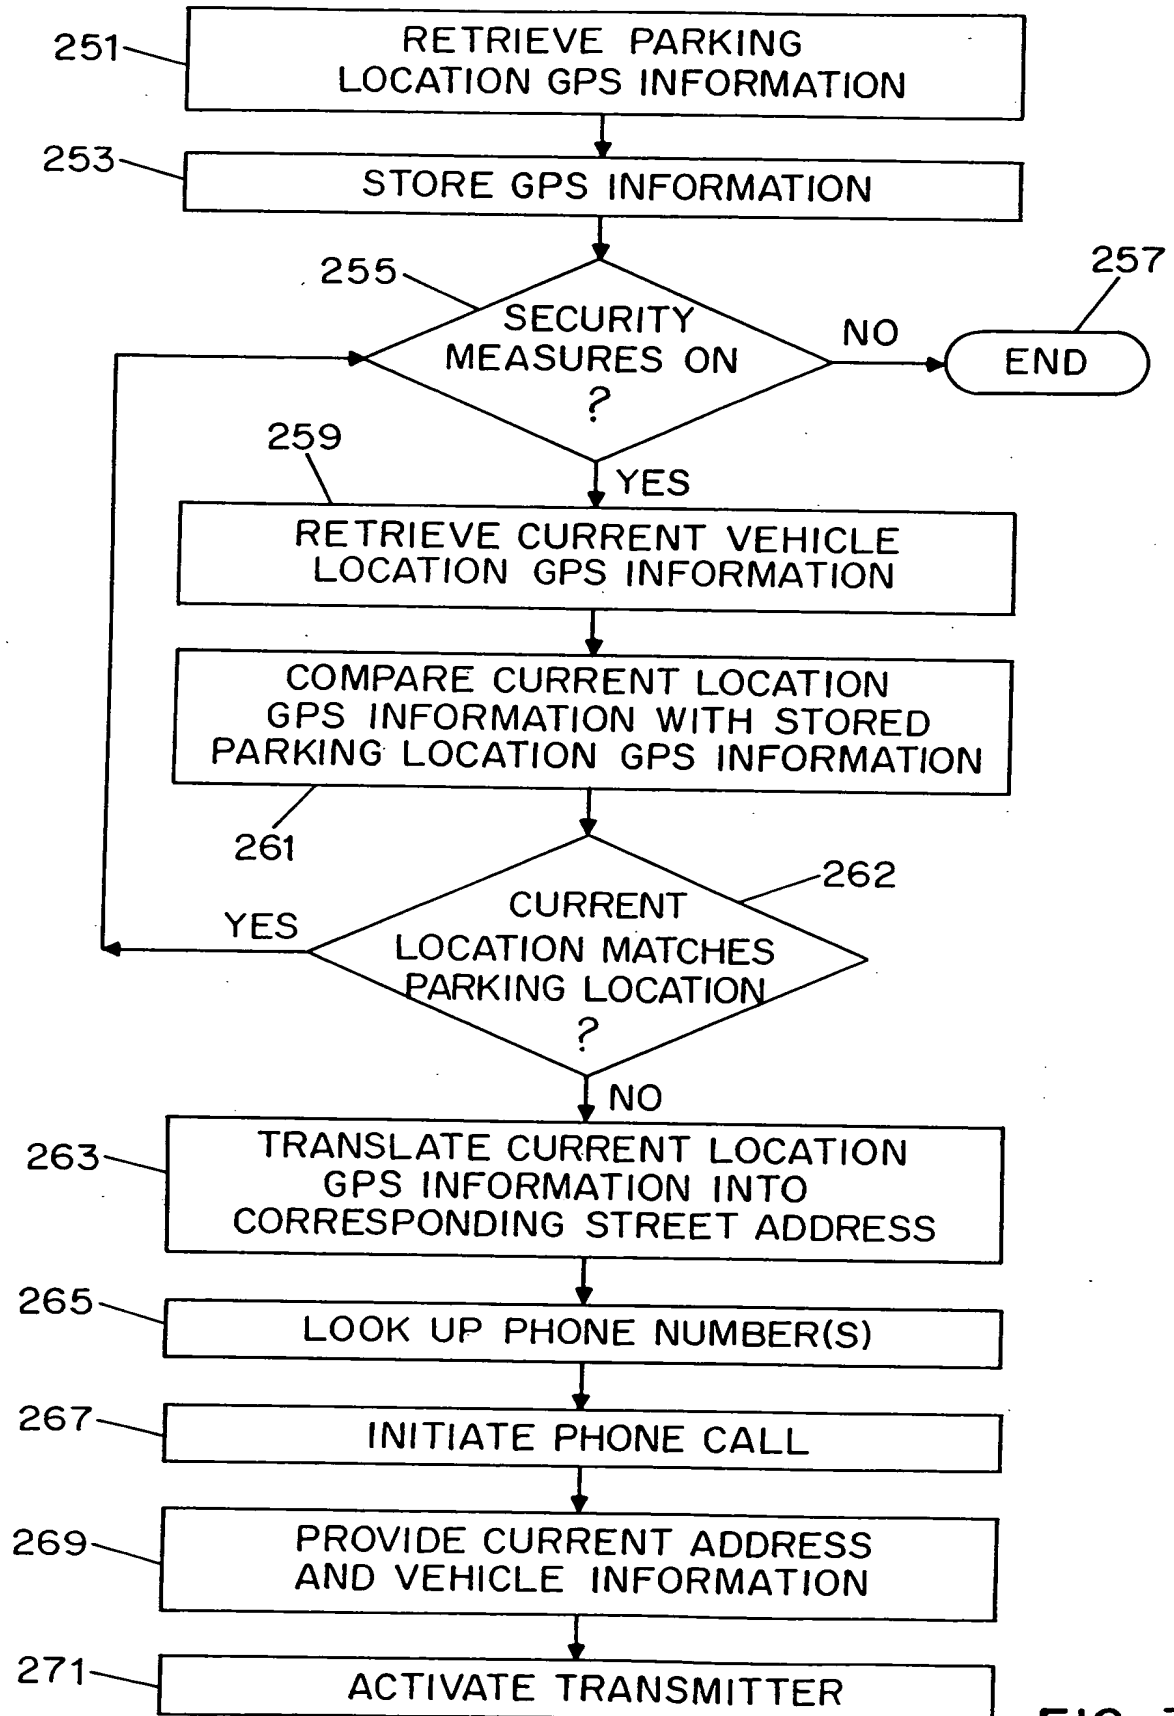 251
RETRIEVE PARKING
LOCATION GPS INFORMATION
253
STORE GPS INFORMATION
255
SECURITY
MEASURES ON
?
NO
257
END
YES
259
RETRIEVE CURRENT VEHICLE
LOCATION GPS INFORMATION
COMPARE CURRENT LOCATION
GPS INFORMATION WITH STORED
PARKING LOCATION GPS INFORMATION
261
262
CURRENT
LOCATION MATCHES
PARKING LOCATION
?
YES
NO
263
TRANSLATE CURRENT LOCATION
GPS INFORMATION INTO
CORRESPONDING STREET ADDRESS
265
LOOK UP PHONE NUMBER(S)
267
INITIATE PHONE CALL
269
PROVIDE CURRENT ADDRESS
AND VEHICLE INFORMATION
271
ACTIVATE TRANSMITTER